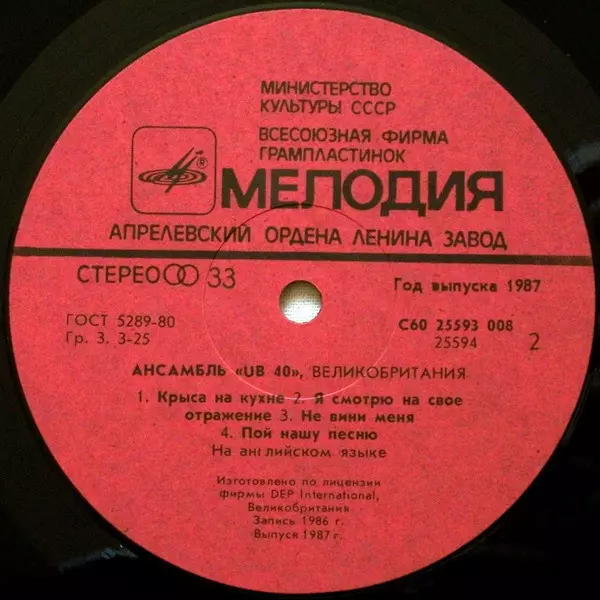 МИНИСТЕРСТВО
КУЛЬТУРЫ СССР
ВСЕСОЮЗНАЯ ФИРМА
ГРАМПЛАСТИНОК
®
МЕЛОДИЯ
АПРЕЛЕВСКИЙ ОРДЕНА ЛЕНИНА ЗАВОД
СТЕРЕО 33
Год выпуска 1987
ГОСТ 5289-80
Гр. 3. 3-25
С60 25593 008
25594
2
АНСАМБЛЬ «UB 40», ВЕЛИКОБРИТАНИЯ
1. Крыса на кухне 2. Я смотрю на свое
отражение 3. Не вини меня
4. Пой нашу песню
На английском языке
Изготовлено по лицензии
фирмы DEP International,
Великобритания
Запись 1986 г.
Выпуск 1987 г.